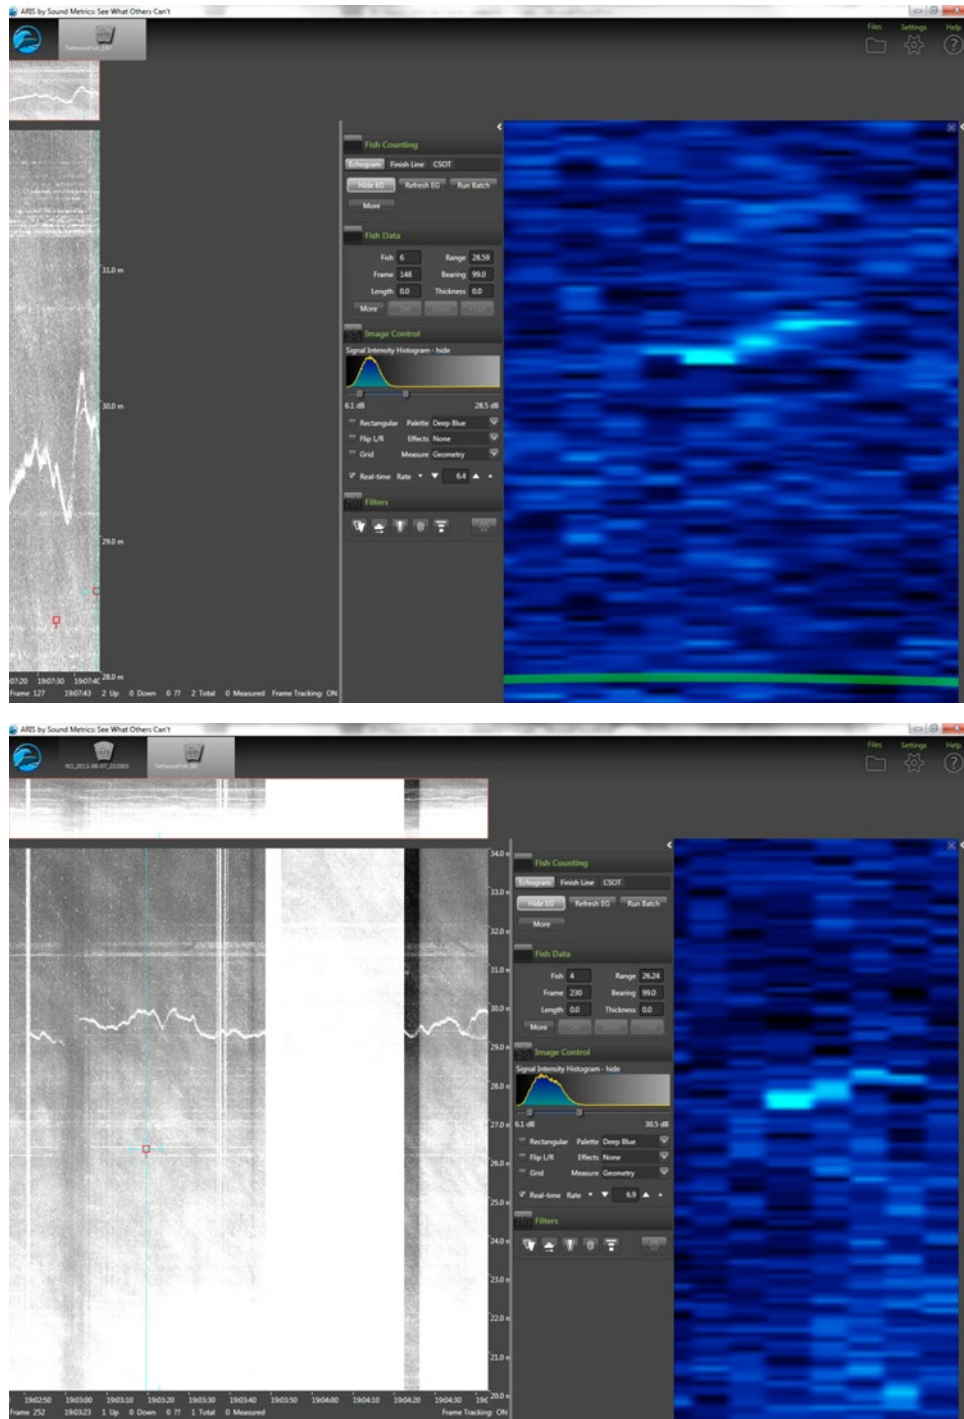 ARIS by Sound Metrics: See What Others Can't
Files Settings Help
Fish Counting
Echogram Finish Line CSOT
Hide EG Refresh EG Run Batch
More
Fish Data
Fish 6 Range 28.59
Frame 148 Bearing 99.0
Length 0.0 Thickness 0.0
More
Image Control
Signal Intensity Histogram - hide
6.1 dB 28.5 dB
Rectangular Palette Deep Blue
Flip L/R Effects None
Grid Measure Geometry
Real-time Rate 6.4
Filters
31.0 m
30.0 m
29.0 m
28.0 m
07:20 19:07:30 19:07:40
Frame 127 19:07:43 2 Up 0 Down 0 ?? 2 Total 0 Measured Frame Tracking: ON
ARIS by Sound Metrics: See What Others Can't
Files Settings Help
Fish Counting
Echogram Finish Line CSOT
Hide EG Refresh EG Run Batch
More
Fish Data
Fish 4 Range 26.24
Frame 230 Bearing 99.0
Length 0.0 Thickness 0.0
More
Image Control
Signal Intensity Histogram - hide
6.1 dB 30.5 dB
Rectangular Palette Deep Blue
Flip L/R Effects None
Grid Measure Geometry
Real-time Rate 6.9
Filters
34.0 m
33.0 m
32.0 m
31.0 m
30.0 m
29.0 m
28.0 m
27.0 m
26.0 m
25.0 m
24.0 m
23.0 m
22.0 m
21.0 m
20.0 m
19:02:50 19:03:00 19:03:10 19:03:20 19:03:30 19:03:40 19:03:50 19:04:00 19:04:10 19:04:20 19:04:30
Frame 252 19:03:23 1 Up 0 Down 0 ?? 1 Total 0 Measured Frame Tracking: ON